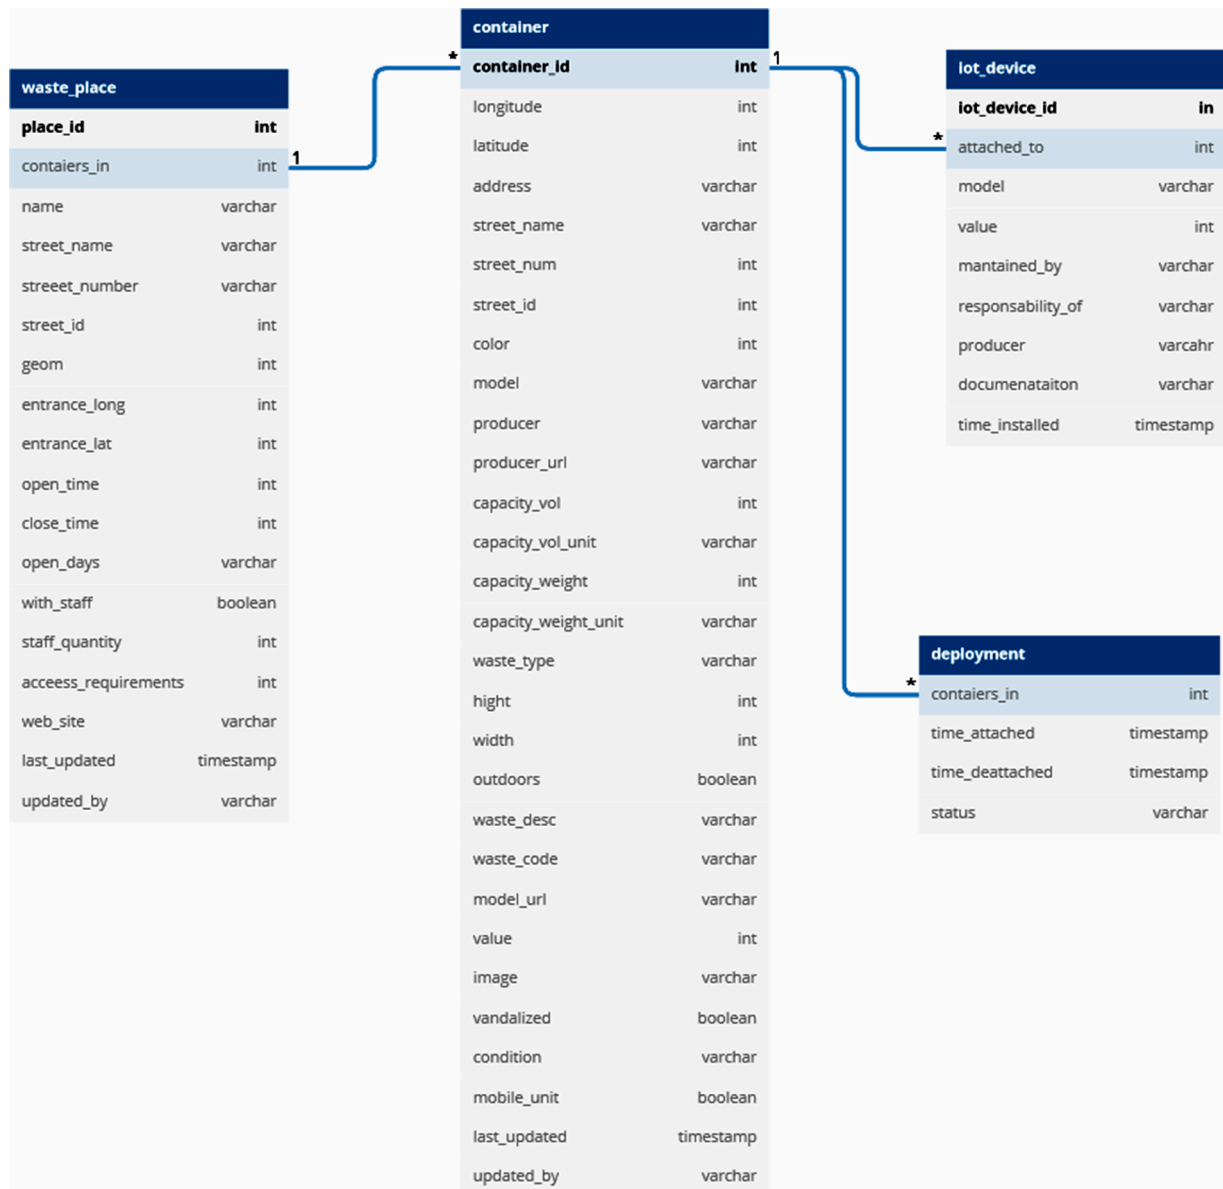 waste_place
place_id int
contaiers_in int
name varchar
street_name varchar
streeet_number varchar
street_id int
geom int
entrance_long int
entrance_lat int
open_time int
close_time int
open_days varchar
with_staff boolean
staff_quantity int
acceess_requirements int
web_site varchar
last_updated timestamp
updated_by varchar
1
*
container
container_id int
longitude int
latitude int
address varchar
street_name varchar
street_num int
street_id int
color int
model varchar
producer varchar
producer_url varchar
capacity_vol int
capacity_vol_unit varchar
capacity_weight int
capacity_weight_unit varchar
waste_type varchar
hight int
width int
outdoors boolean
waste_desc varchar
waste_code varchar
model_url varchar
value int
image varchar
vandalized boolean
condition varchar
mobile_unit boolean
last_updated timestamp
updated_by varchar
1
*
iot_device
iot_device_id in
attached_to int
model varchar
value int
mantained_by varchar
responsability_of varchar
producer varcahr
documenataiton varchar
time_installed timestamp
*
deployment
contaiers_in int
time_attached timestamp
time_deattached timestamp
status varchar